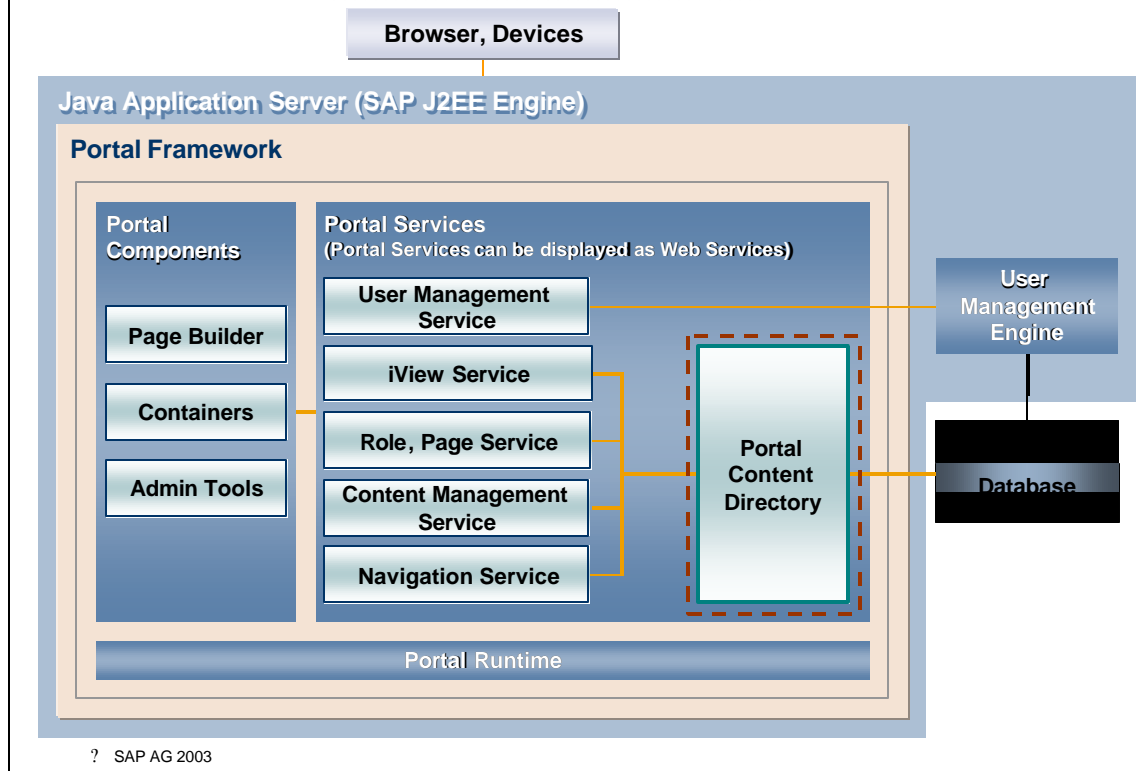 Browser, Devices
Java Application Server (SAP J2EE Engine)
Portal Framework
Portal
Components
Page Builder
Containers
Admin Tools
Portal Services
(Portal Services can be displayed as Web Services)
User Management
Service
iView Service
Role, Page Service
Content Management
Service
Navigation Service
Portal
Content
Directory
User
Management
Engine
Database
Portal Runtime
? SAP AG 2003